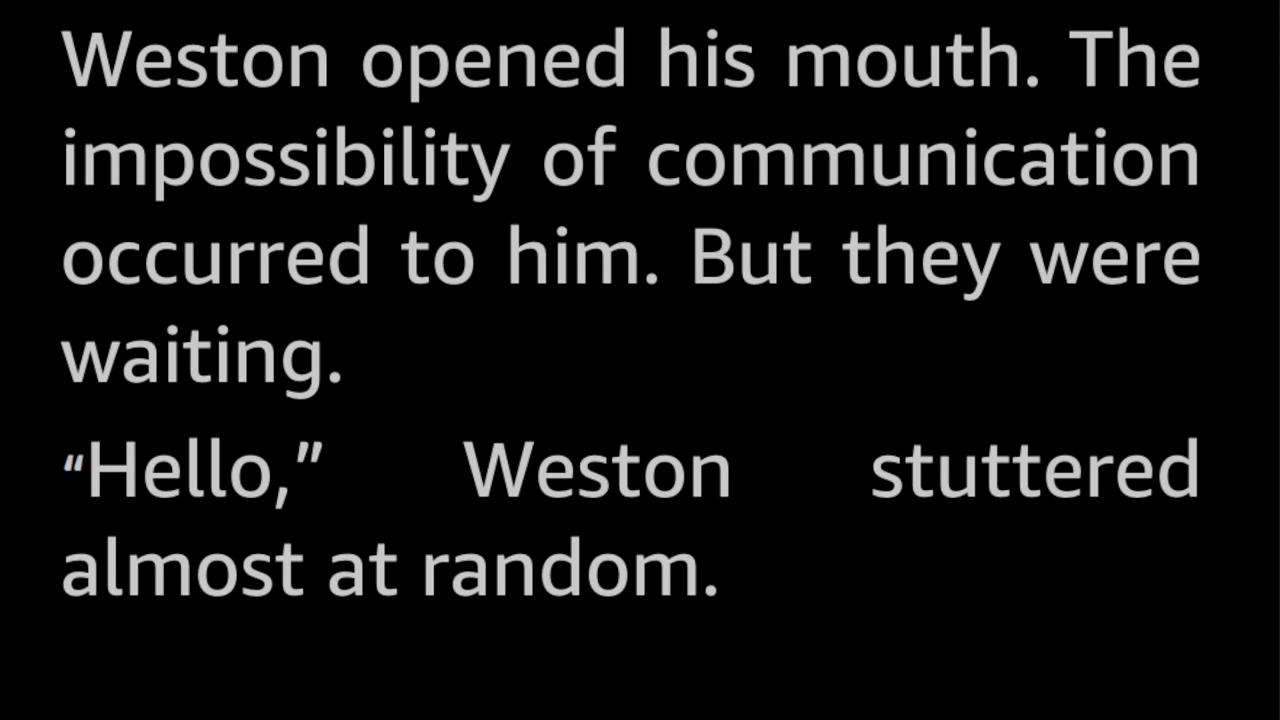 Weston opened his mouth. The
impossibility of communication
occurred to him. But they were
waiting.
“Hello,” Weston stuttered
almost at random.